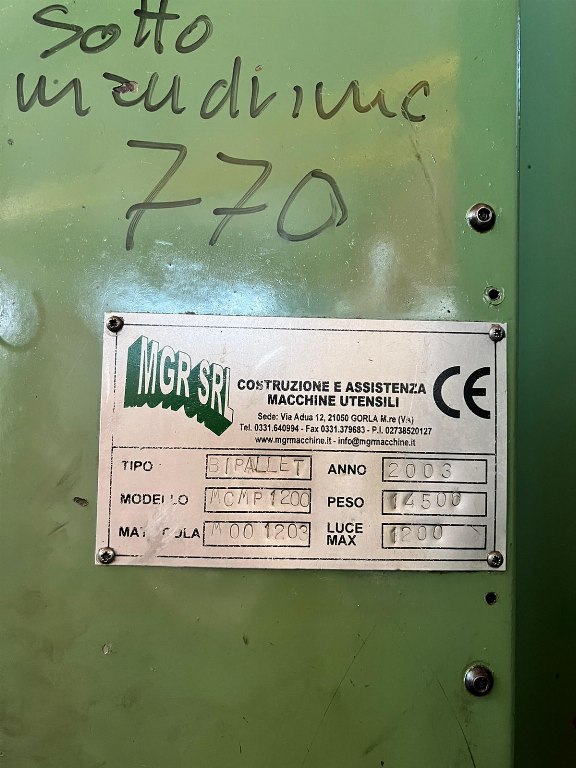 sotto
mandrino
770
MGR SRL
COSTRUZIONE E ASSISTENZA
MACCHINE UTENSILI
Sede: Via Adua 12, 21050 GORLA M.re (VA)
Tel. 0331.640994 - Fax 0331.379683 - P.I. 02738520127
www.mgrmacchine.it - info@mgrmacchine.it
CE
TIPO BIPALLET ANNO 2003
MODELLO MCMP1200 PESO 14500
MATRICOLA M001203 LUCE MAX 1200